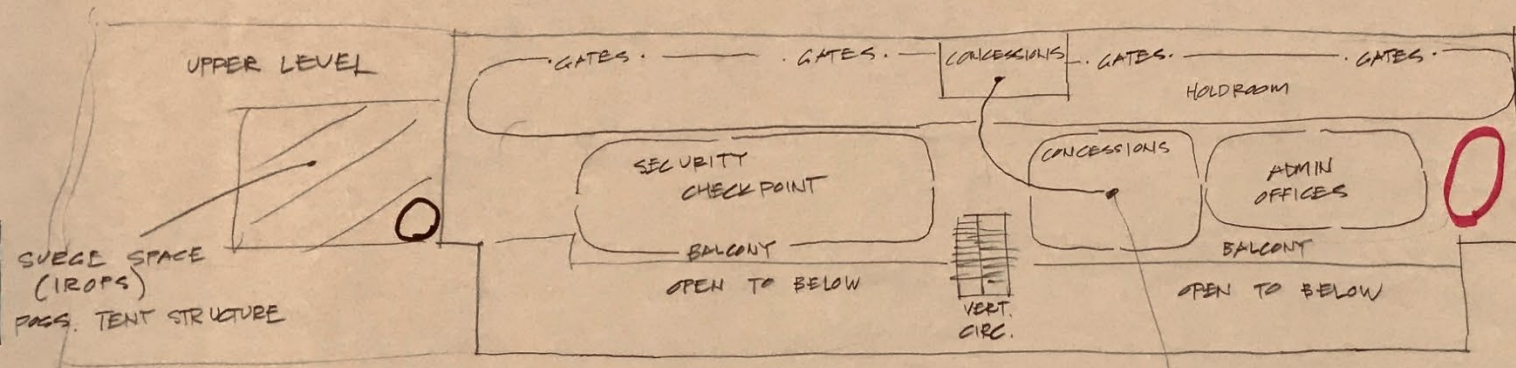 UPPER LEVEL
·GATES· · GATES· CONCESSIONS · GATES· · GATES·
HOLDROOM
SECURITY
CHECKPOINT
CONCESSIONS
ADMIN
OFFICES
BALCONY
BALCONY
OPEN TO BELOW
OPEN TO BELOW
VERT.
CIRC.
SURGE SPACE
(IROPS)
POSS. TENT STRUCTURE